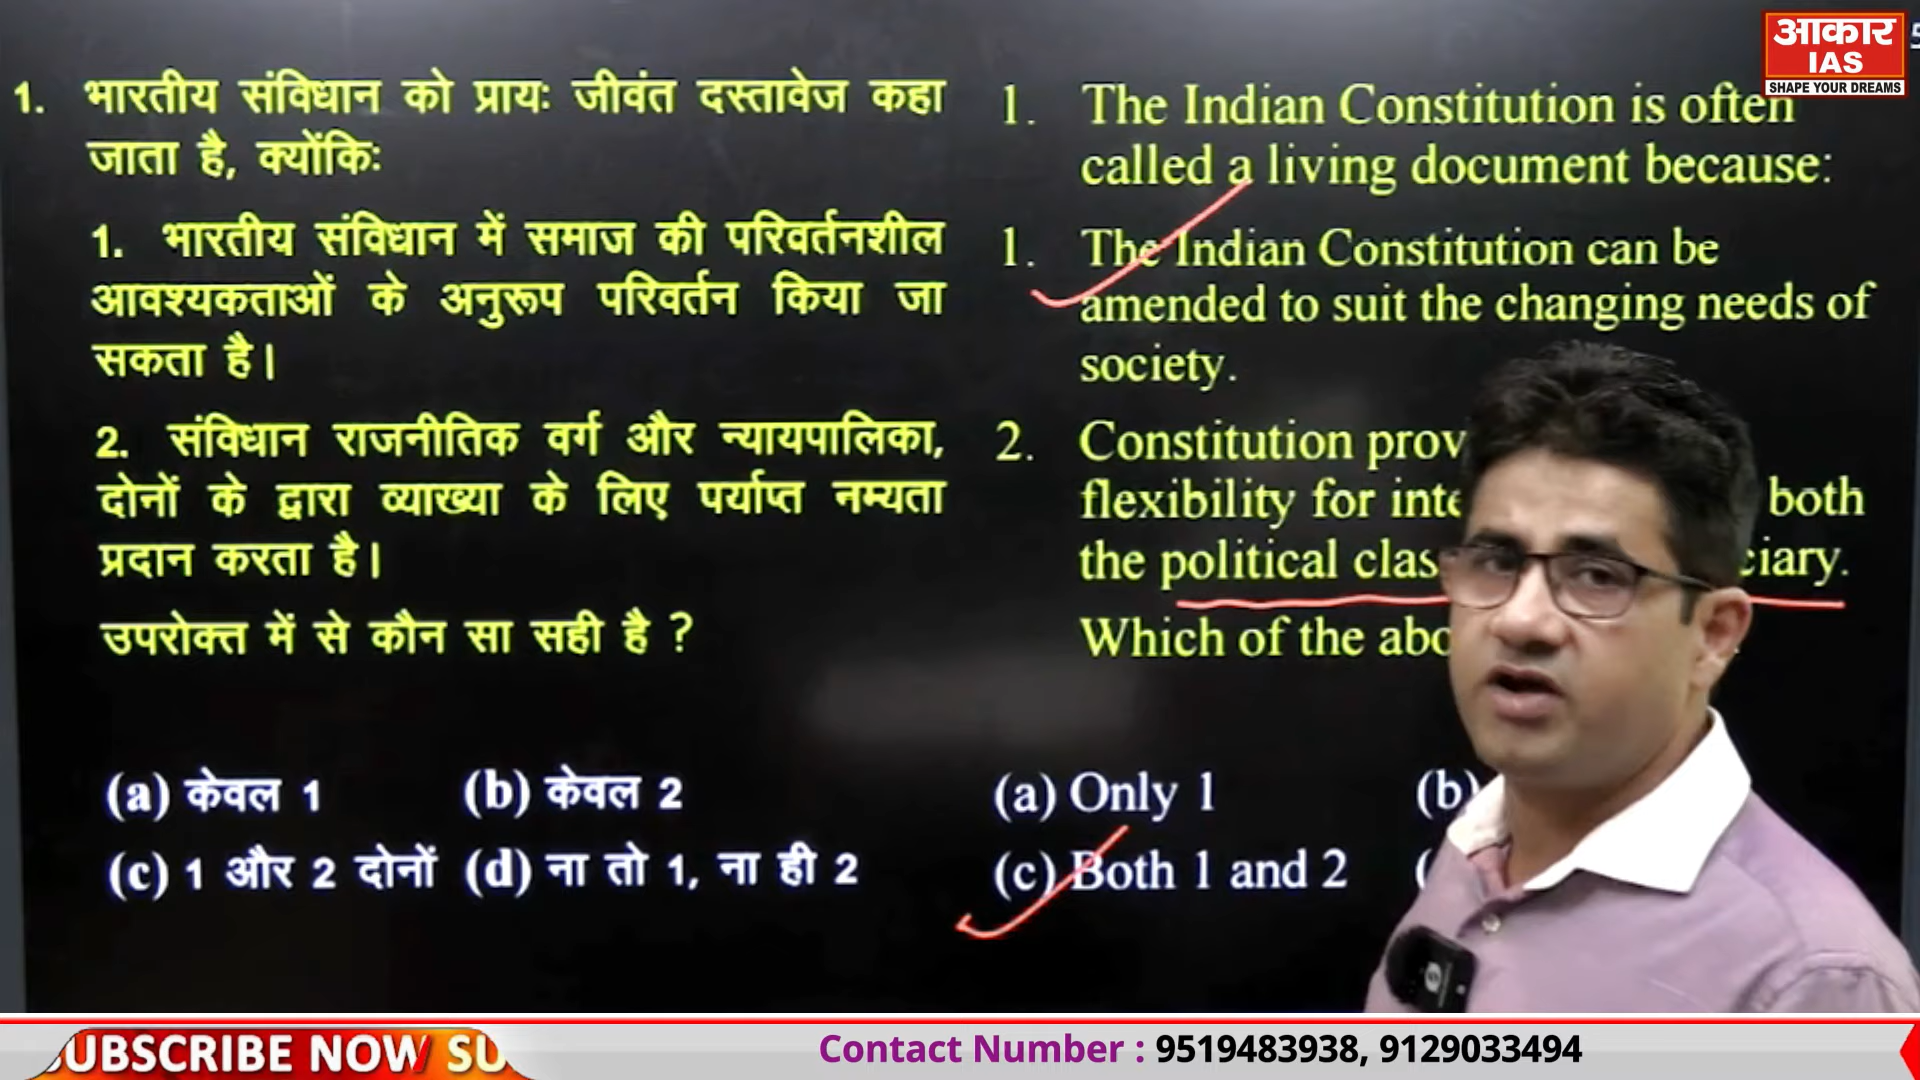 आकार
IAS
SHAPE YOUR DREAMS
5
1. भारतीय संविधान को प्रायः जीवंत दस्तावेज कहा
जाता है, क्योंकिः
1. भारतीय संविधान में समाज की परिवर्तनशील
आवश्यकताओं के अनुरूप परिवर्तन किया जा
सकता है।
2. संविधान राजनीतिक वर्ग और न्यायपालिका,
दोनों के द्वारा व्याख्या के लिए पर्याप्त नम्यता
प्रदान करता है।
उपरोक्त में से कौन सा सही है ?
(a) केवल 1 (b) केवल 2
(c) 1 और 2 दोनों (d) ना तो 1, ना ही 2
1. The Indian Constitution is often
called a living document because:
1. The Indian Constitution can be
amended to suit the changing needs of
society.
2. Constitution prov
flexibility for inte both
the political clas ciary.
Which of the abo
(a) Only 1 (b)
(c) Both 1 and 2 (
UBSCRIBE NOW SU
Contact Number : 9519483938, 9129033494